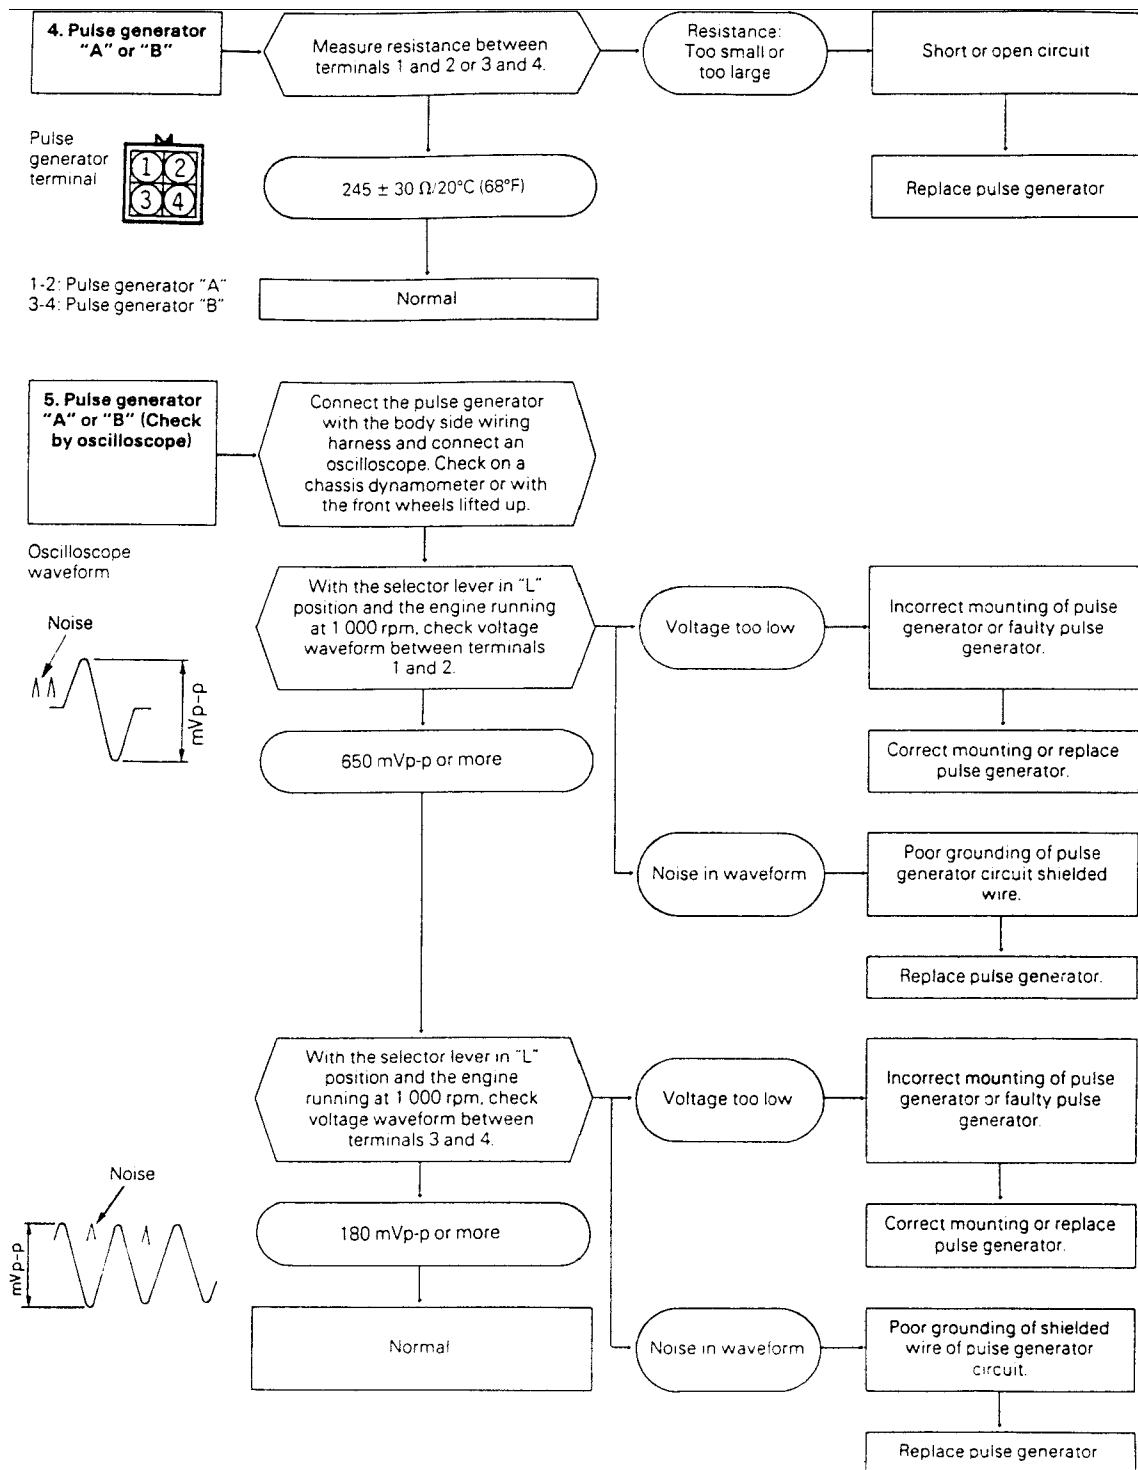 4. Pulse generator
"A" or "B"
Measure resistance between
terminals 1 and 2 or 3 and 4.
Resistance:
Too small or
too large
Short or open circuit
Pulse
generator
terminal
1 2
3 4
245 ± 30 Ω/20°C (68°F)
Replace pulse generator
1-2: Pulse generator "A"
3-4: Pulse generator "B"
Normal
5. Pulse generator
"A" or "B" (Check
by oscilloscope)
Connect the pulse generator
with the body side wiring
harness and connect an
oscilloscope. Check on a
chassis dynamometer or with
the front wheels lifted up.
Oscilloscope
waveform
Noise
mVp-p
With the selector lever in "L"
position and the engine running
at 1 000 rpm, check voltage
waveform between terminals
1 and 2.
Voltage too low
Incorrect mounting of pulse
generator or faulty pulse
generator.
650 mVp-p or more
Correct mounting or replace
pulse generator.
Noise in waveform
Poor grounding of pulse
generator circuit shielded
wire.
Replace pulse generator.
With the selector lever in "L"
position and the engine
running at 1 000 rpm, check
voltage waveform between
terminals 3 and 4.
Voltage too low
Incorrect mounting of pulse
generator or faulty pulse
generator.
Noise
mVp-p
180 mVp-p or more
Correct mounting or replace
pulse generator.
Normal
Noise in waveform
Poor grounding of shielded
wire of pulse generator
circuit.
Replace pulse generator